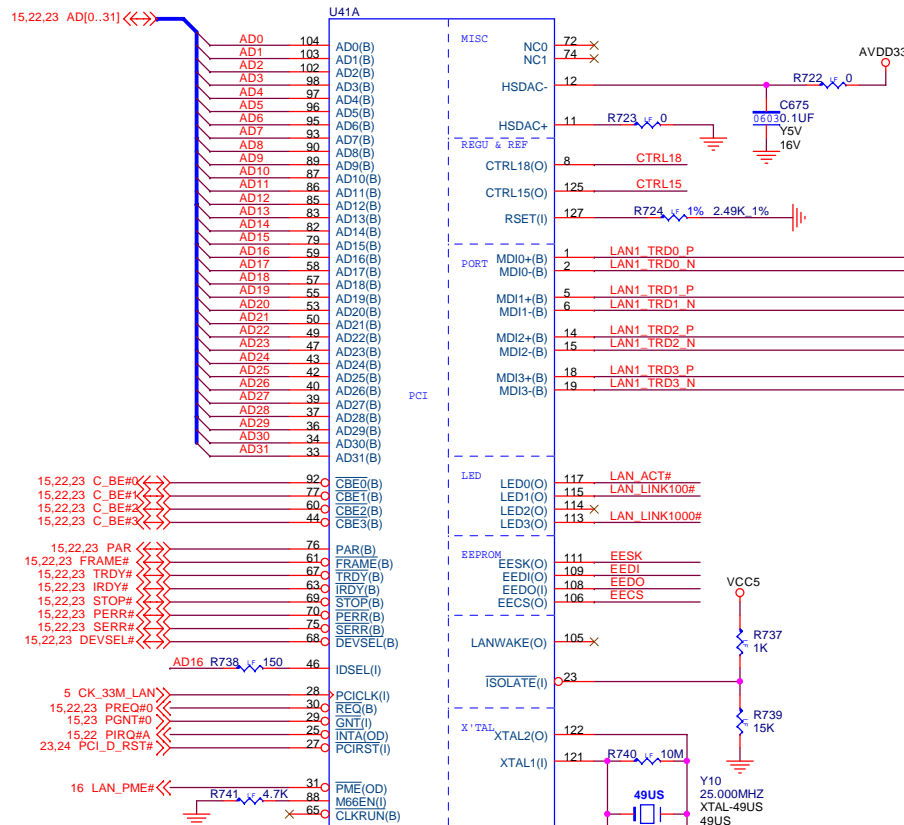 U41A
15,22,23 AD[0..31]
AD0 104 AD0(B)
AD1 103 AD1(B)
AD2 102 AD2(B)
AD3 98 AD3(B)
AD4 97 AD4(B)
AD5 96 AD5(B)
AD6 95 AD6(B)
AD7 93 AD7(B)
AD8 90 AD8(B)
AD9 89 AD9(B)
AD10 87 AD10(B)
AD11 86 AD11(B)
AD12 85 AD12(B)
AD13 83 AD13(B)
AD14 82 AD14(B)
AD15 79 AD15(B)
AD16 59 AD16(B)
AD17 58 AD17(B)
AD18 57 AD18(B)
AD19 55 AD19(B)
AD20 53 AD20(B)
AD21 50 AD21(B)
AD22 49 AD22(B)
AD23 47 AD23(B)
AD24 43 AD24(B)
AD25 42 AD25(B)
AD26 40 AD26(B)
AD27 39 AD27(B)
AD28 37 AD28(B)
AD29 36 AD29(B)
AD30 34 AD30(B)
AD31 33 AD31(B)
PCI
15,22,23 C_BE#0 92 CBE0(B)
15,22,23 C_BE#1 77 CBE1(B)
15,22,23 C_BE#2 60 CBE2(B)
15,22,23 C_BE#3 44 CBE3(B)
15,22,23 PAR 76 PAR(B)
15,22,23 FRAME# 61 FRAME(B)
15,22,23 TRDY# 67 TRDY(B)
15,22,23 IRDY# 63 IRDY(B)
15,22,23 STOP# 69 STOP(B)
15,22,23 PERR# 70 PERR(B)
15,22,23 SERR# 75 SERR(B)
15,22,23 DEVSEL# 68 DEVSEL(B)
AD16 R738 LF 150 46 IDSEL(I)
5 CK_33M_LAN 28 PCICLK(I)
15,22,23 PREQ#0 30 REQ(B)
15,23 PGNT#0 29 GNT(I)
15,22 PIRQ#A 25 INTA(OD)
23,24 PCI_D_RST# 27 PCIRST(I)
16 LAN_PME# 31 PME(OD)
R741 LF 4.7K 88 M66EN(I)
65 CLKRUN(B)
MISC
NC0 72
NC1 74
HSDAC- 12 R722 LF 0 AVDD33
C675
0603 0.1UF
Y5V
16V
HSDAC+ 11 R723 LF 0
REGU & REF
CTRL18(O) 8 CTRL18
CTRL15(O) 125 CTRL15
RSET(I) 127 R724 LF 1% 2.49K_1%
PORT
MDI0+(B) 1 LAN1_TRD0_P
MDI0-(B) 2 LAN1_TRD0_N
MDI1+(B) 5 LAN1_TRD1_P
MDI1-(B) 6 LAN1_TRD1_N
MDI2+(B) 14 LAN1_TRD2_P
MDI2-(B) 15 LAN1_TRD2_N
MDI3+(B) 18 LAN1_TRD3_P
MDI3-(B) 19 LAN1_TRD3_N
LED
LED0(O) 117 LAN_ACT#
LED1(O) 115 LAN_LINK100#
LED2(O) 114
LED3(O) 113 LAN_LINK1000#
EEPROM
EESK(O) 111 EESK
EEDI(O) 109 EEDI
EEDO(I) 108 EEDO
EECS(O) 106 EECS
LANWAKE(O) 105
ISOLATE(I) 23
VCC5
R737
LF 1K
R739
LF 15K
X'TAL
XTAL2(O) 122
XTAL1(I) 121 R740 LF 10M
49US
Y10
25.000MHZ
XTAL-49US
49US